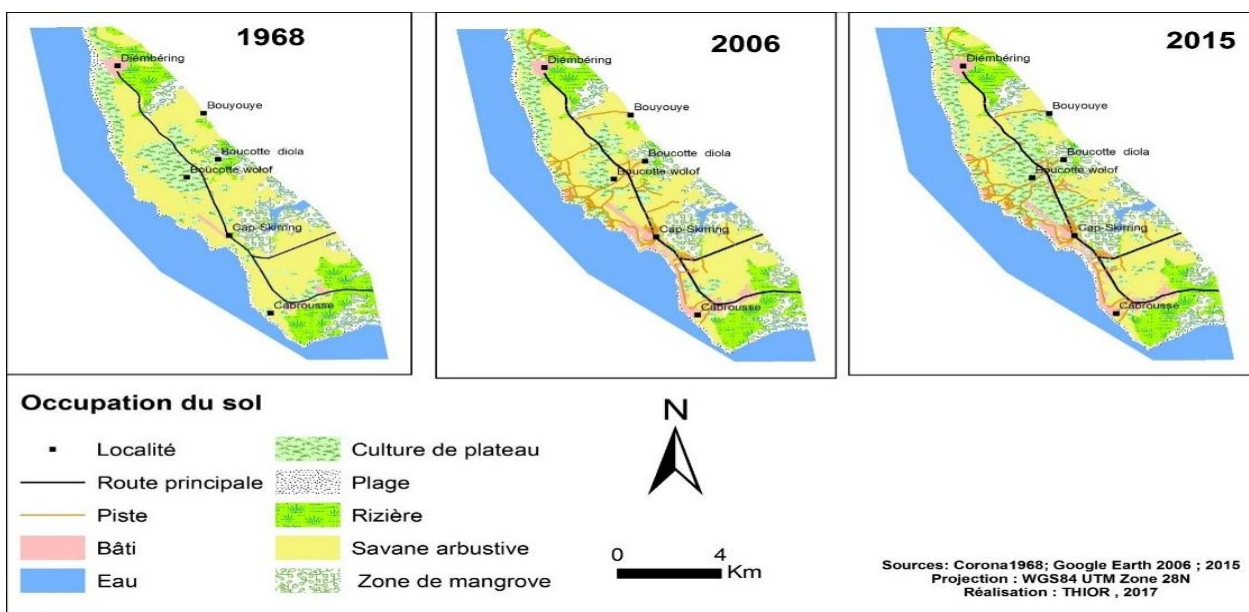 1968
Diémbéring
Bouyouye
Boucotte diola
Boucotte wolof
Cap-Skirring
Cabrousse
2006
Diémbéring
Bouyouye
Boucotte diola
Boucotte wolof
Cap-Skirring
Cabrousse
2015
Diémbéring
Bouyouye
Boucotte diola
Boucotte wolof
Cap-Skirring
Cabrousse
Occupation du sol
Localité
Route principale
Piste
Bâti
Eau
Culture de plateau
Plage
Rizière
Savane arbustive
Zone de mangrove
N
0 4
Km
Sources: Corona1968; Google Earth 2006 ; 2015
Projection : WGS84 UTM Zone 28N
Réalisation : THIOR , 2017